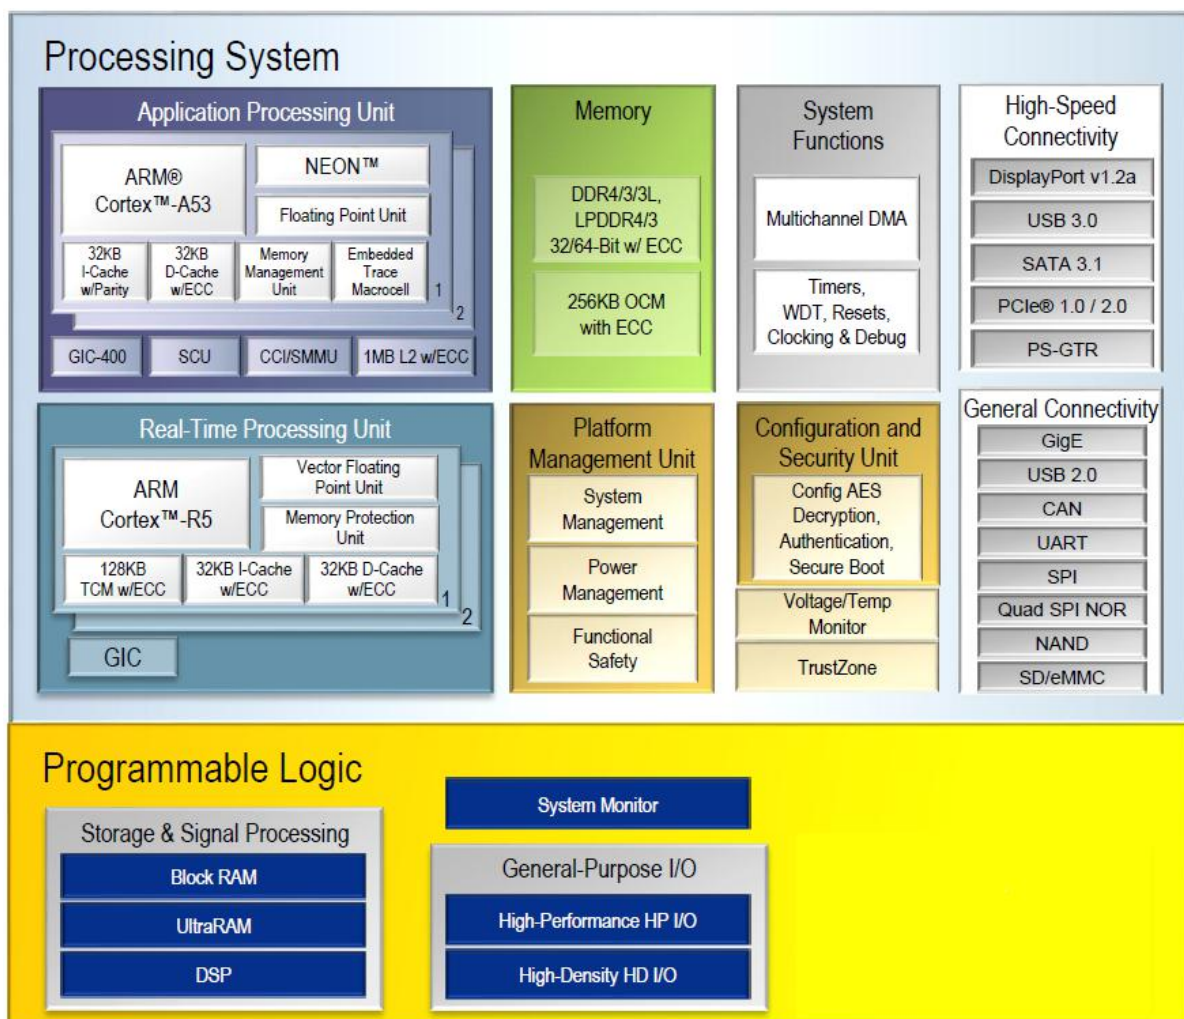 Processing System
Application Processing Unit
ARM®
Cortex™-A53
NEON™
Floating Point Unit
32KB
I-Cache
w/Parity
32KB
D-Cache
w/ECC
Memory
Management
Unit
Embedded
Trace
Macrocell
1
2
GIC-400
SCU
CCI/SMMU
1MB L2 w/ECC
Memory
DDR4/3/3L,
LPDDR4/3
32/64-Bit w/ ECC
256KB OCM
with ECC
System
Functions
Multichannel DMA
Timers,
WDT, Resets,
Clocking & Debug
High-Speed
Connectivity
DisplayPort v1.2a
USB 3.0
SATA 3.1
PCIe® 1.0 / 2.0
PS-GTR
Real-Time Processing Unit
ARM
Cortex™-R5
Vector Floating
Point Unit
Memory Protection
Unit
128KB
TCM w/ECC
32KB I-Cache
w/ECC
32KB D-Cache
w/ECC
1
2
GIC
Platform
Management Unit
System
Management
Power
Management
Functional
Safety
Configuration and
Security Unit
Config AES
Decryption,
Authentication,
Secure Boot
Voltage/Temp
Monitor
TrustZone
General Connectivity
GigE
USB 2.0
CAN
UART
SPI
Quad SPI NOR
NAND
SD/eMMC
Programmable Logic
Storage & Signal Processing
Block RAM
UltraRAM
DSP
System Monitor
General-Purpose I/O
High-Performance HP I/O
High-Density HD I/O